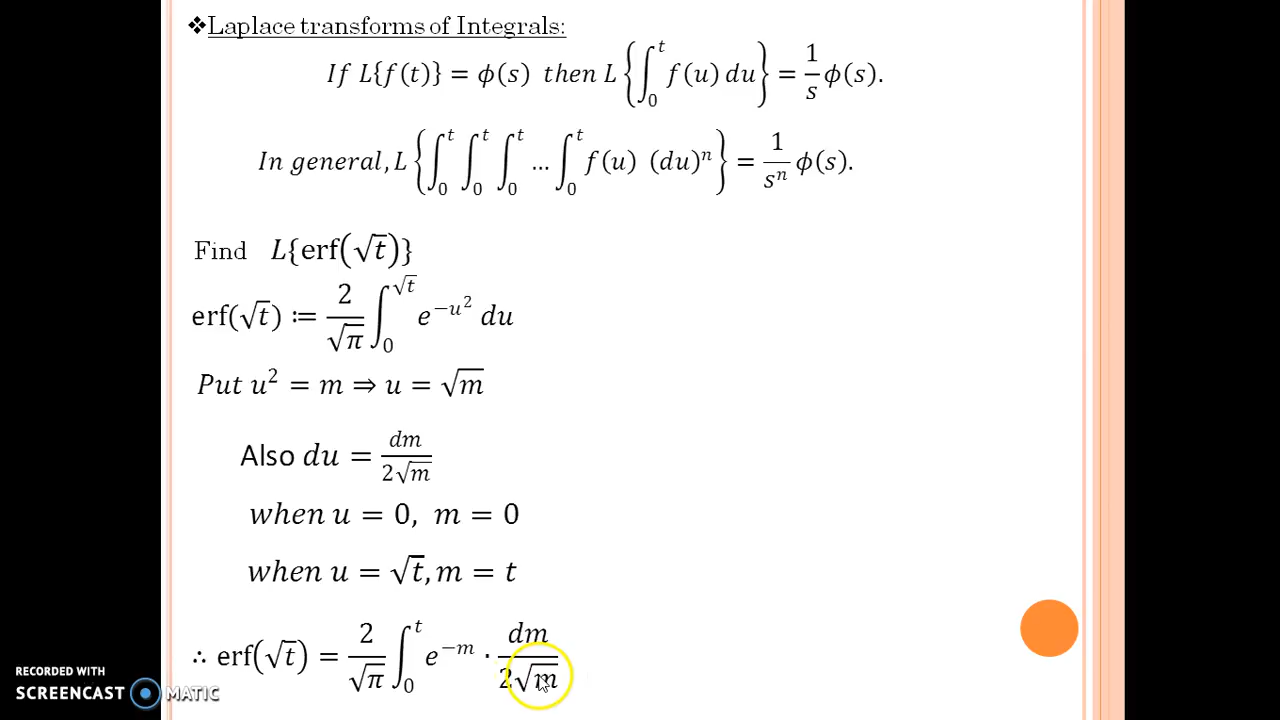 ❖Laplace transforms of Integrals:
If L{f(t)} = ϕ(s) then L{∫₀ᵗ f(u) du} = 1/s ϕ(s).
In general, L{∫₀ᵗ ∫₀ᵗ ∫₀ᵗ … ∫₀ᵗ f(u) (du)ⁿ} = 1/sⁿ ϕ(s).
Find L{erf(√t)}
erf(√t) ≔ 2/√π ∫₀^√t e^(−u²) du
Put u² = m ⇒ u = √m
Also du = dm/2√m
when u = 0, m = 0
when u = √t, m = t
∴ erf(√t) = 2/√π ∫₀ᵗ e^(−m) · dm/2√m
RECORDED WITH
SCREENCAST MATIC